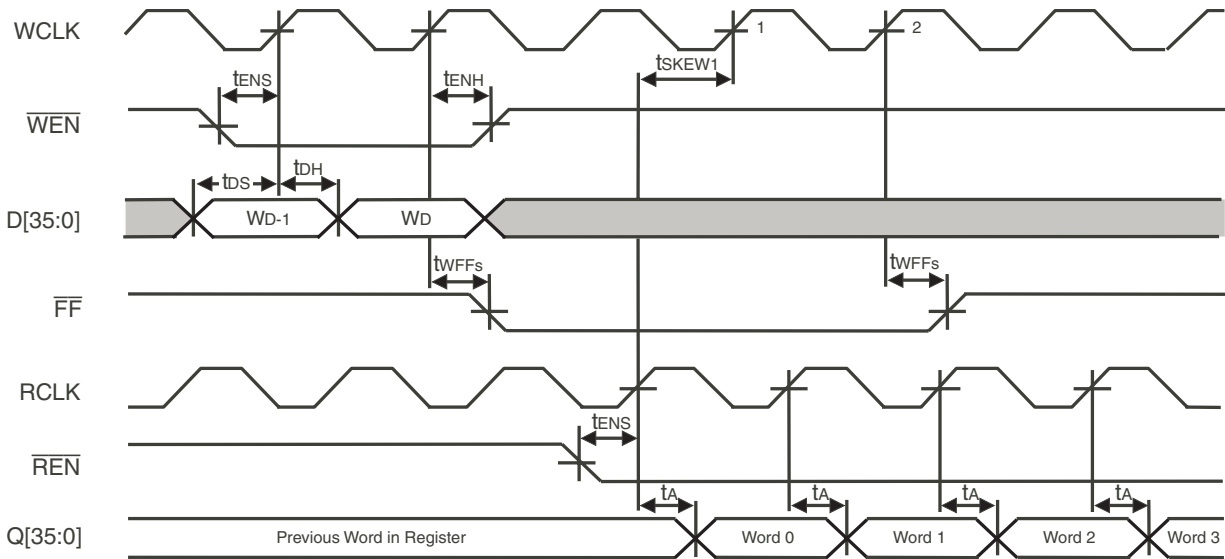 WCLK
1
2
tSKEW1
tENS
tENH
WEN
tDS
tDH
D[35:0]
WD-1
WD
tWFFs
tWFFs
FF
RCLK
tENS
REN
tA
tA
tA
tA
Q[35:0]
Previous Word in Register
Word 0
Word 1
Word 2
Word 3